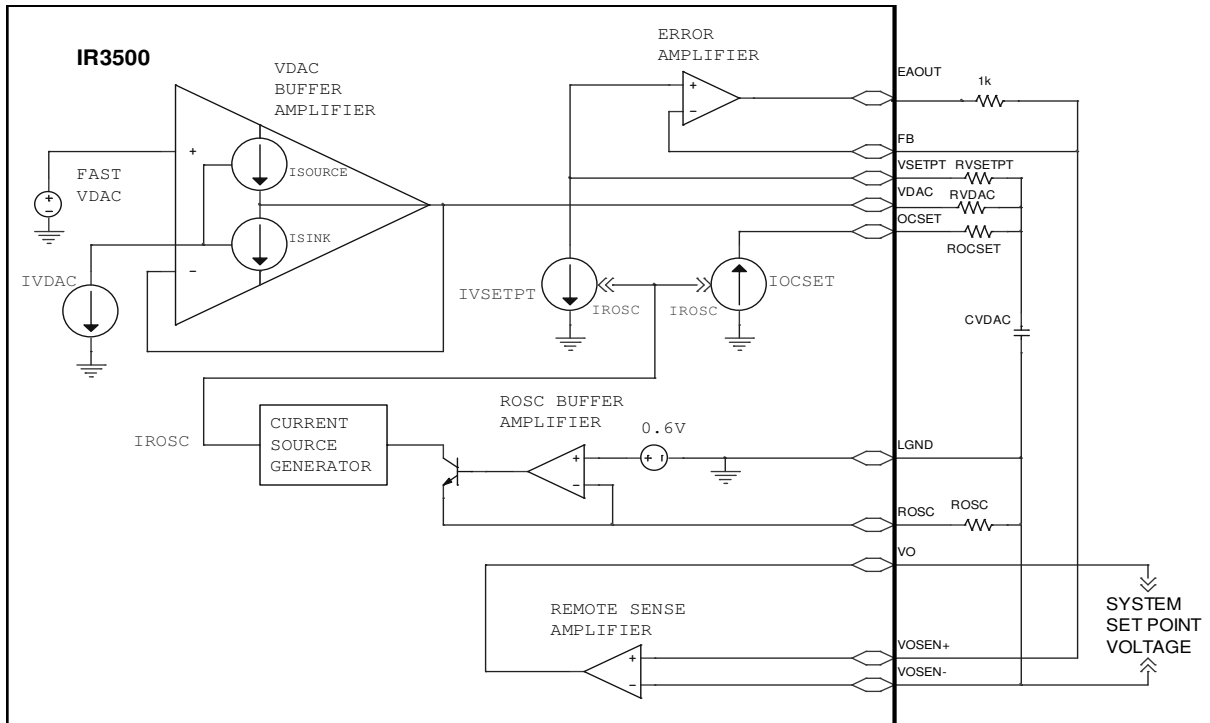 IR3500
VDAC
BUFFER
AMPLIFIER
ERROR
AMPLIFIER
EAOUT
1k
+
-
FB
+
ISOURCE
VSETPT
RVSETPT
FAST
VDAC
VDAC
RVDAC
+
-
OCSET
ROCSET
ISINK
-
IVDAC
IVSETPT
IROSC
IROSC
IOCSET
CVDAC
ROSC BUFFER
AMPLIFIER
IROSC
CURRENT
SOURCE
GENERATOR
0.6V
+
-
LGND
ROSC
ROSC
VO
REMOTE SENSE
AMPLIFIER
SYSTEM
SET POINT
VOLTAGE
+
VOSEN+
-
VOSEN-